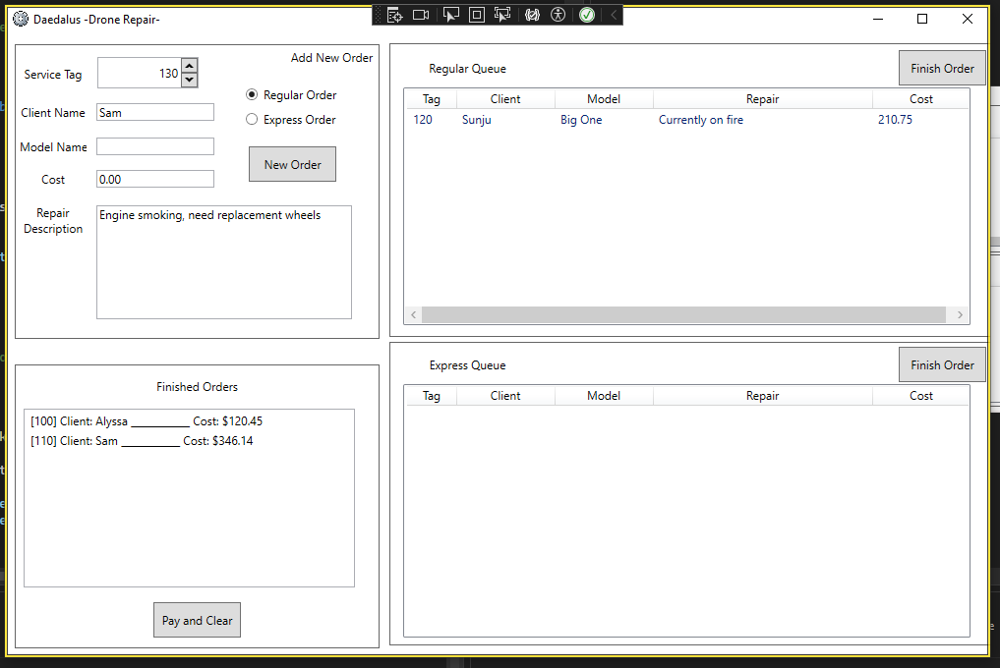 Daedalus -Drone Repair-
Add New Order
Service Tag 130
Regular Order
Client Name Sam
Express Order
Model Name
New Order
Cost 0.00
Repair Description
Engine smoking, need replacement wheels
Regular Queue
Finish Order
Tag Client Model Repair Cost
120 Sunju Big One Currently on fire 210.75
Finished Orders
[100] Client: Alyssa __________ Cost: $120.45
[110] Client: Sam __________ Cost: $346.14
Pay and Clear
Express Queue
Finish Order
Tag Client Model Repair Cost